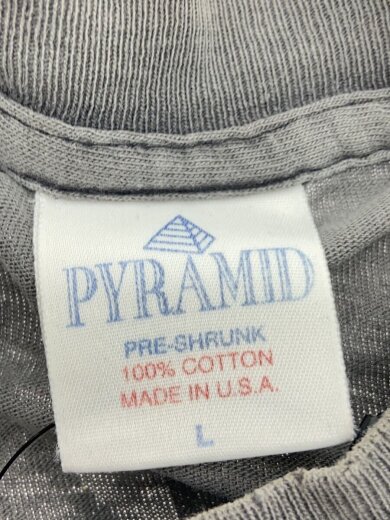 PYRAMID
PRE-SHRUNK
100% COTTON
MADE IN U.S.A.
L